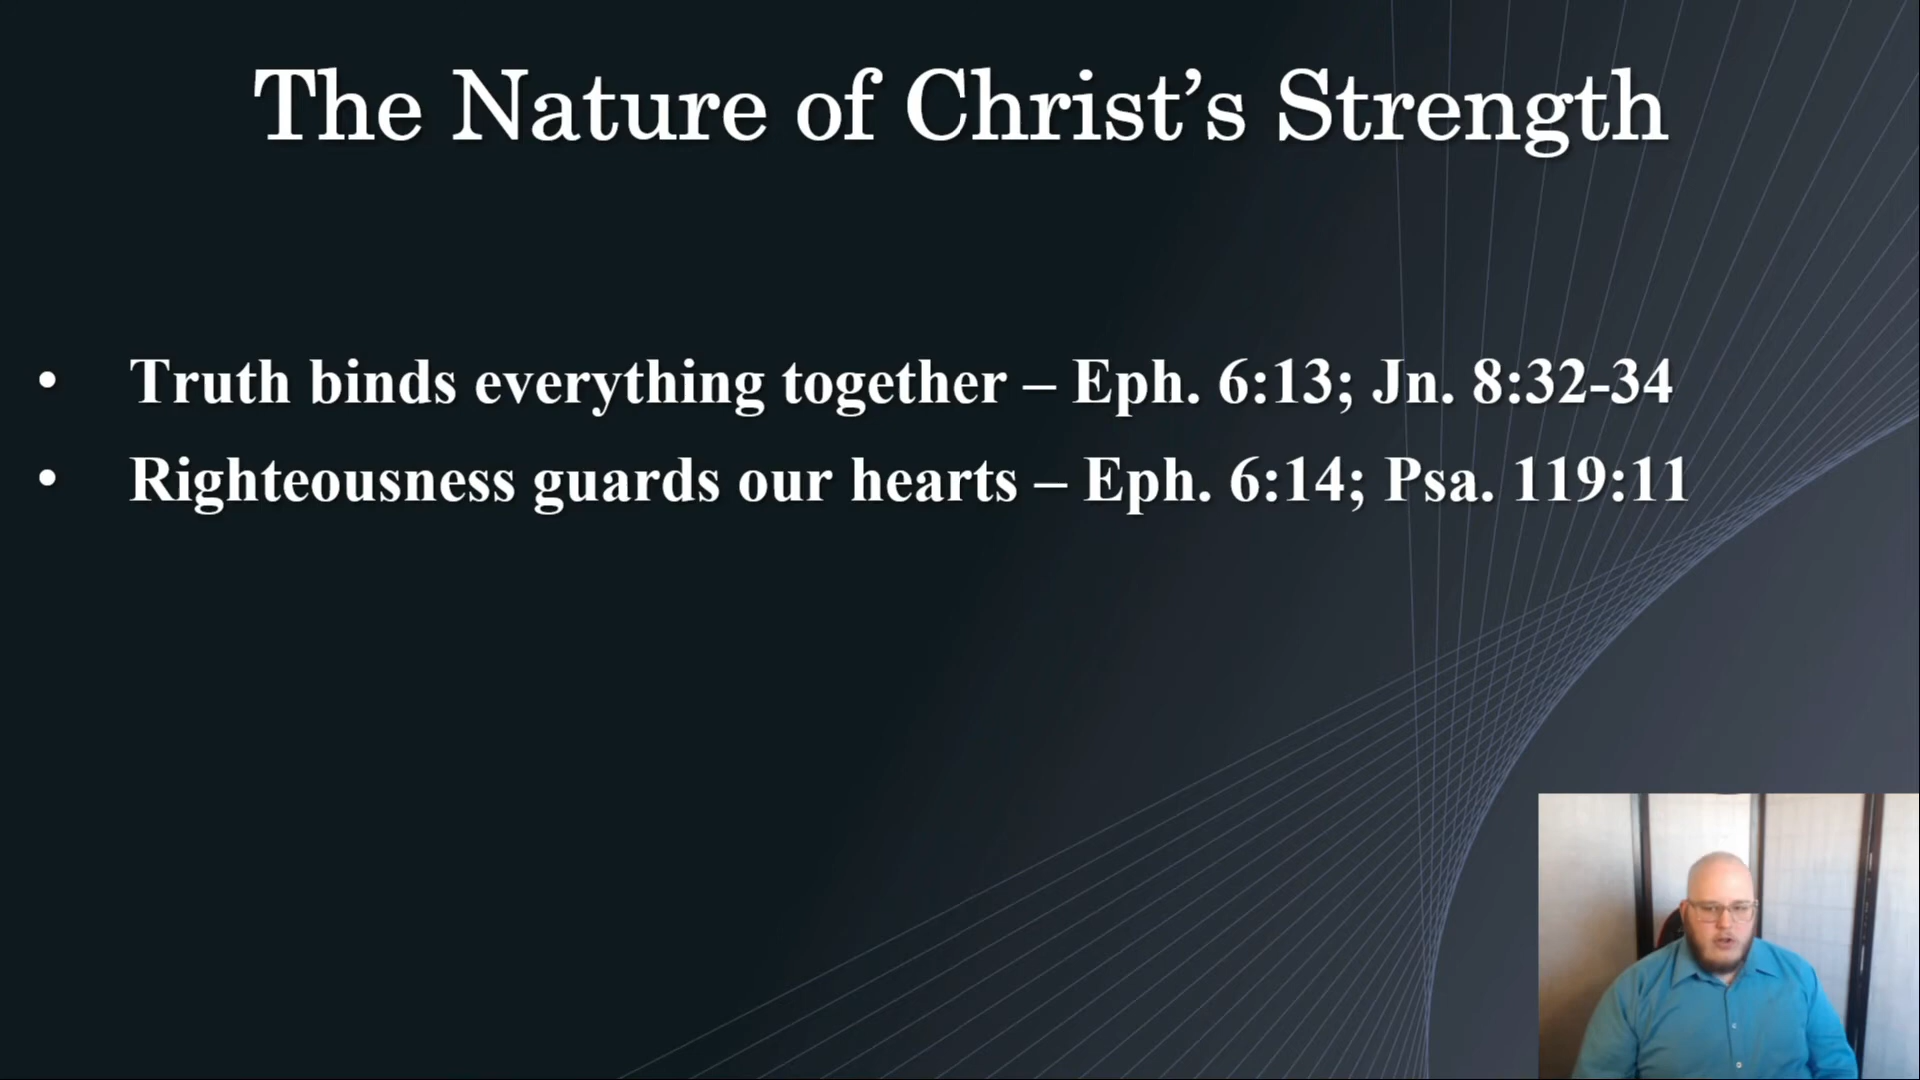 The Nature of Christ’s Strength
• Truth binds everything together – Eph. 6:13; Jn. 8:32-34
• Righteousness guards our hearts – Eph. 6:14; Psa. 119:11